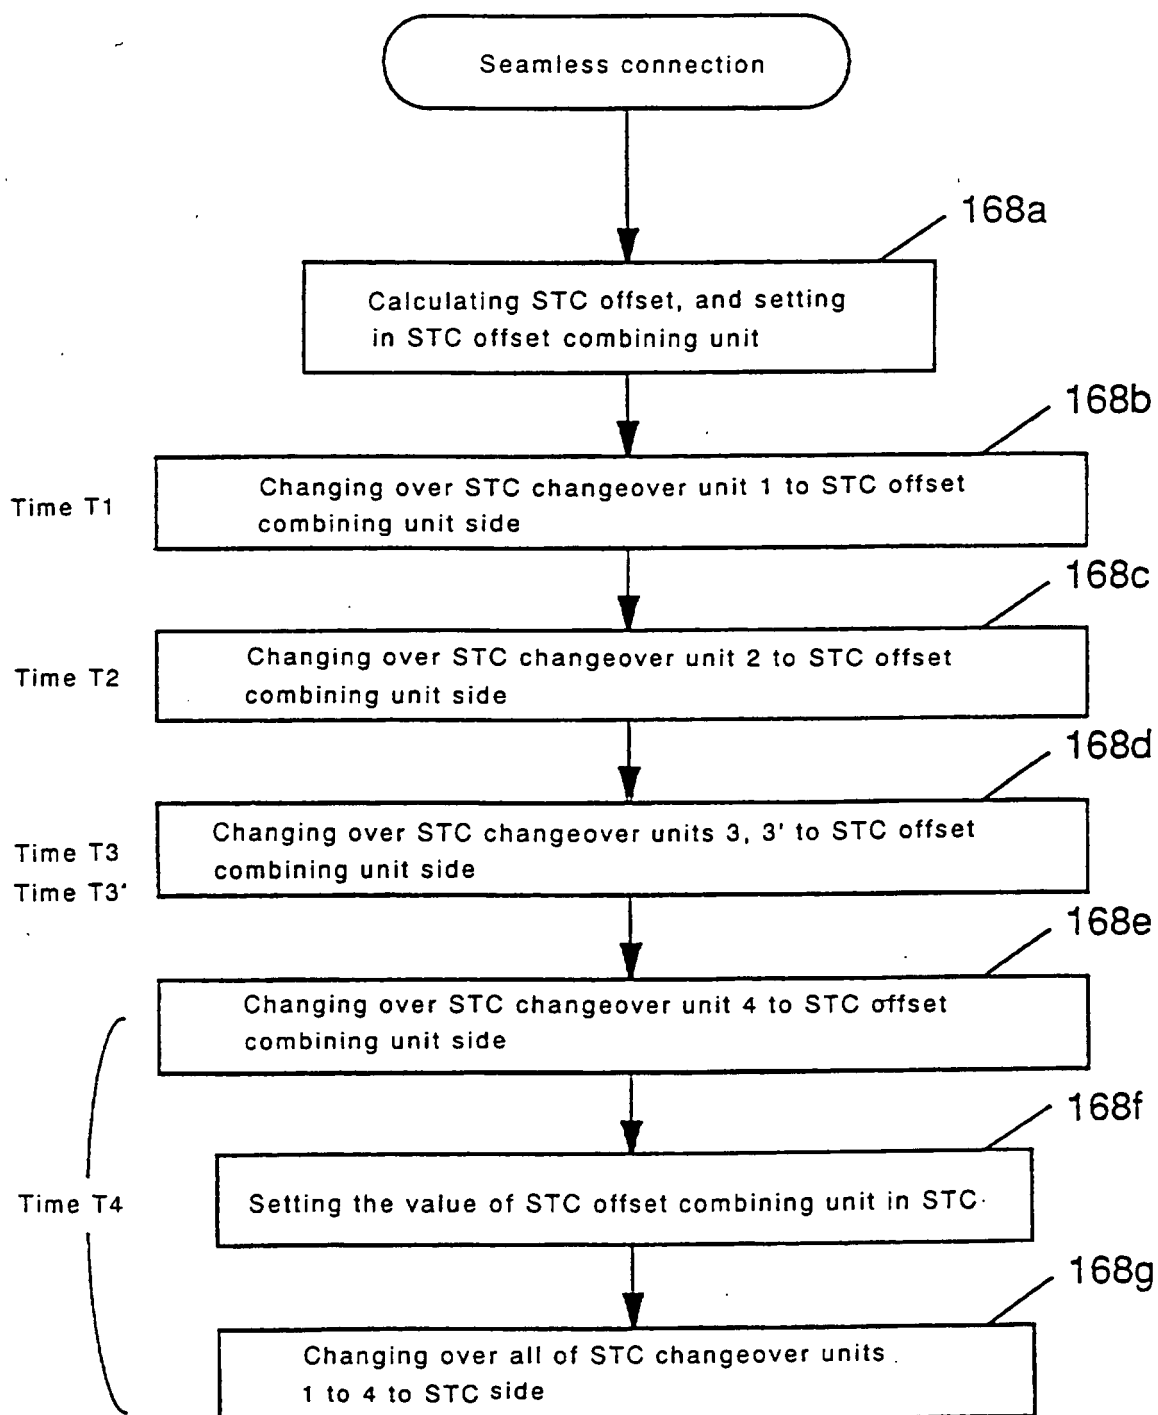 Seamless connection
168a
Calculating STC offset, and setting
in STC offset combining unit
168b
Time T1
Changing over STC changeover unit 1 to STC offset
combining unit side
168c
Time T2
Changing over STC changeover unit 2 to STC offset
combining unit side
168d
Time T3
Time T3'
Changing over STC changeover units 3, 3' to STC offset
combining unit side
168e
Changing over STC changeover unit 4 to STC offset
combining unit side
168f
Time T4
Setting the value of STC offset combining unit in STC
168g
Changing over all of STC changeover units
1 to 4 to STC side